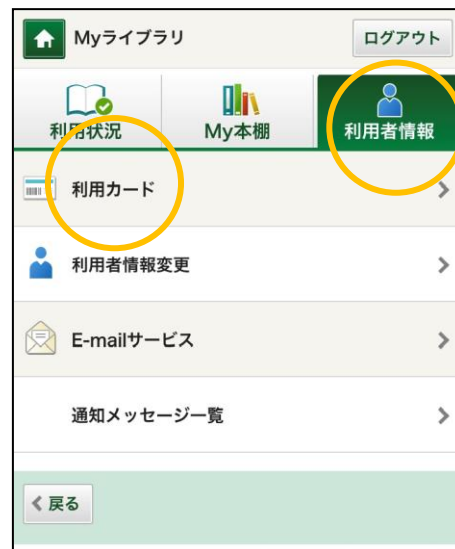 Myライブラリ
ログアウト
利用状況
My本棚
利用者情報
利用カード
利用者情報変更
E-mailサービス
通知メッセージ一覧
戻る